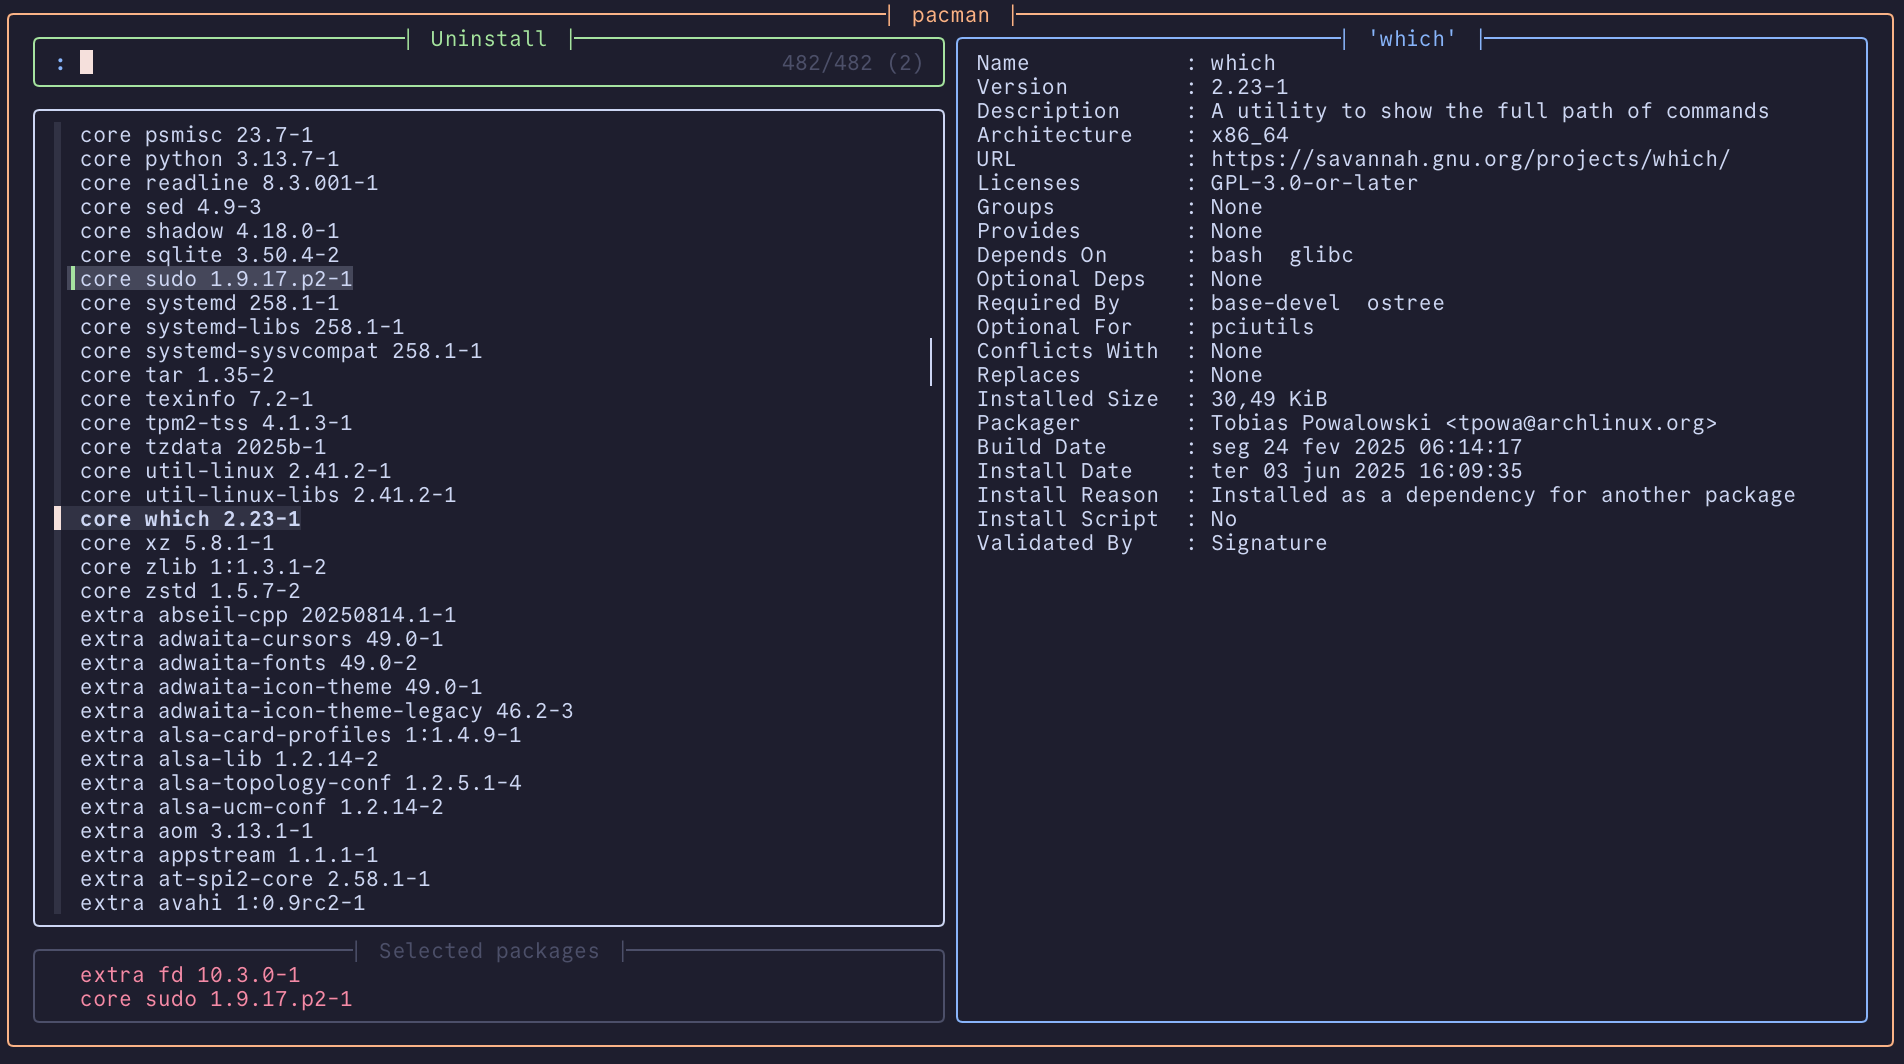 pacman
Uninstall
:
482/482 (2)
core psmisc 23.7-1
core python 3.13.7-1
core readline 8.3.001-1
core sed 4.9-3
core shadow 4.18.0-1
core sqlite 3.50.4-2
core sudo 1.9.17.p2-1
core systemd 258.1-1
core systemd-libs 258.1-1
core systemd-sysvcompat 258.1-1
core tar 1.35-2
core texinfo 7.2-1
core tpm2-tss 4.1.3-1
core tzdata 2025b-1
core util-linux 2.41.2-1
core util-linux-libs 2.41.2-1
core which 2.23-1
core xz 5.8.1-1
core zlib 1:1.3.1-2
core zstd 1.5.7-2
extra abseil-cpp 20250814.1-1
extra adwaita-cursors 49.0-1
extra adwaita-fonts 49.0-2
extra adwaita-icon-theme 49.0-1
extra adwaita-icon-theme-legacy 46.2-3
extra alsa-card-profiles 1:1.4.9-1
extra alsa-lib 1.2.14-2
extra alsa-topology-conf 1.2.5.1-4
extra alsa-ucm-conf 1.2.14-2
extra aom 3.13.1-1
extra appstream 1.1.1-1
extra at-spi2-core 2.58.1-1
extra avahi 1:0.9rc2-1
Selected packages
extra fd 10.3.0-1
core sudo 1.9.17.p2-1
'which'
Name : which
Version : 2.23-1
Description : A utility to show the full path of commands
Architecture : x86_64
URL : https://savannah.gnu.org/projects/which/
Licenses : GPL-3.0-or-later
Groups : None
Provides : None
Depends On : bash glibc
Optional Deps : None
Required By : base-devel ostree
Optional For : pciutils
Conflicts With : None
Replaces : None
Installed Size : 30,49 KiB
Packager : Tobias Powalowski <tpowa@archlinux.org>
Build Date : seg 24 fev 2025 06:14:17
Install Date : ter 03 jun 2025 16:09:35
Install Reason : Installed as a dependency for another package
Install Script : No
Validated By : Signature